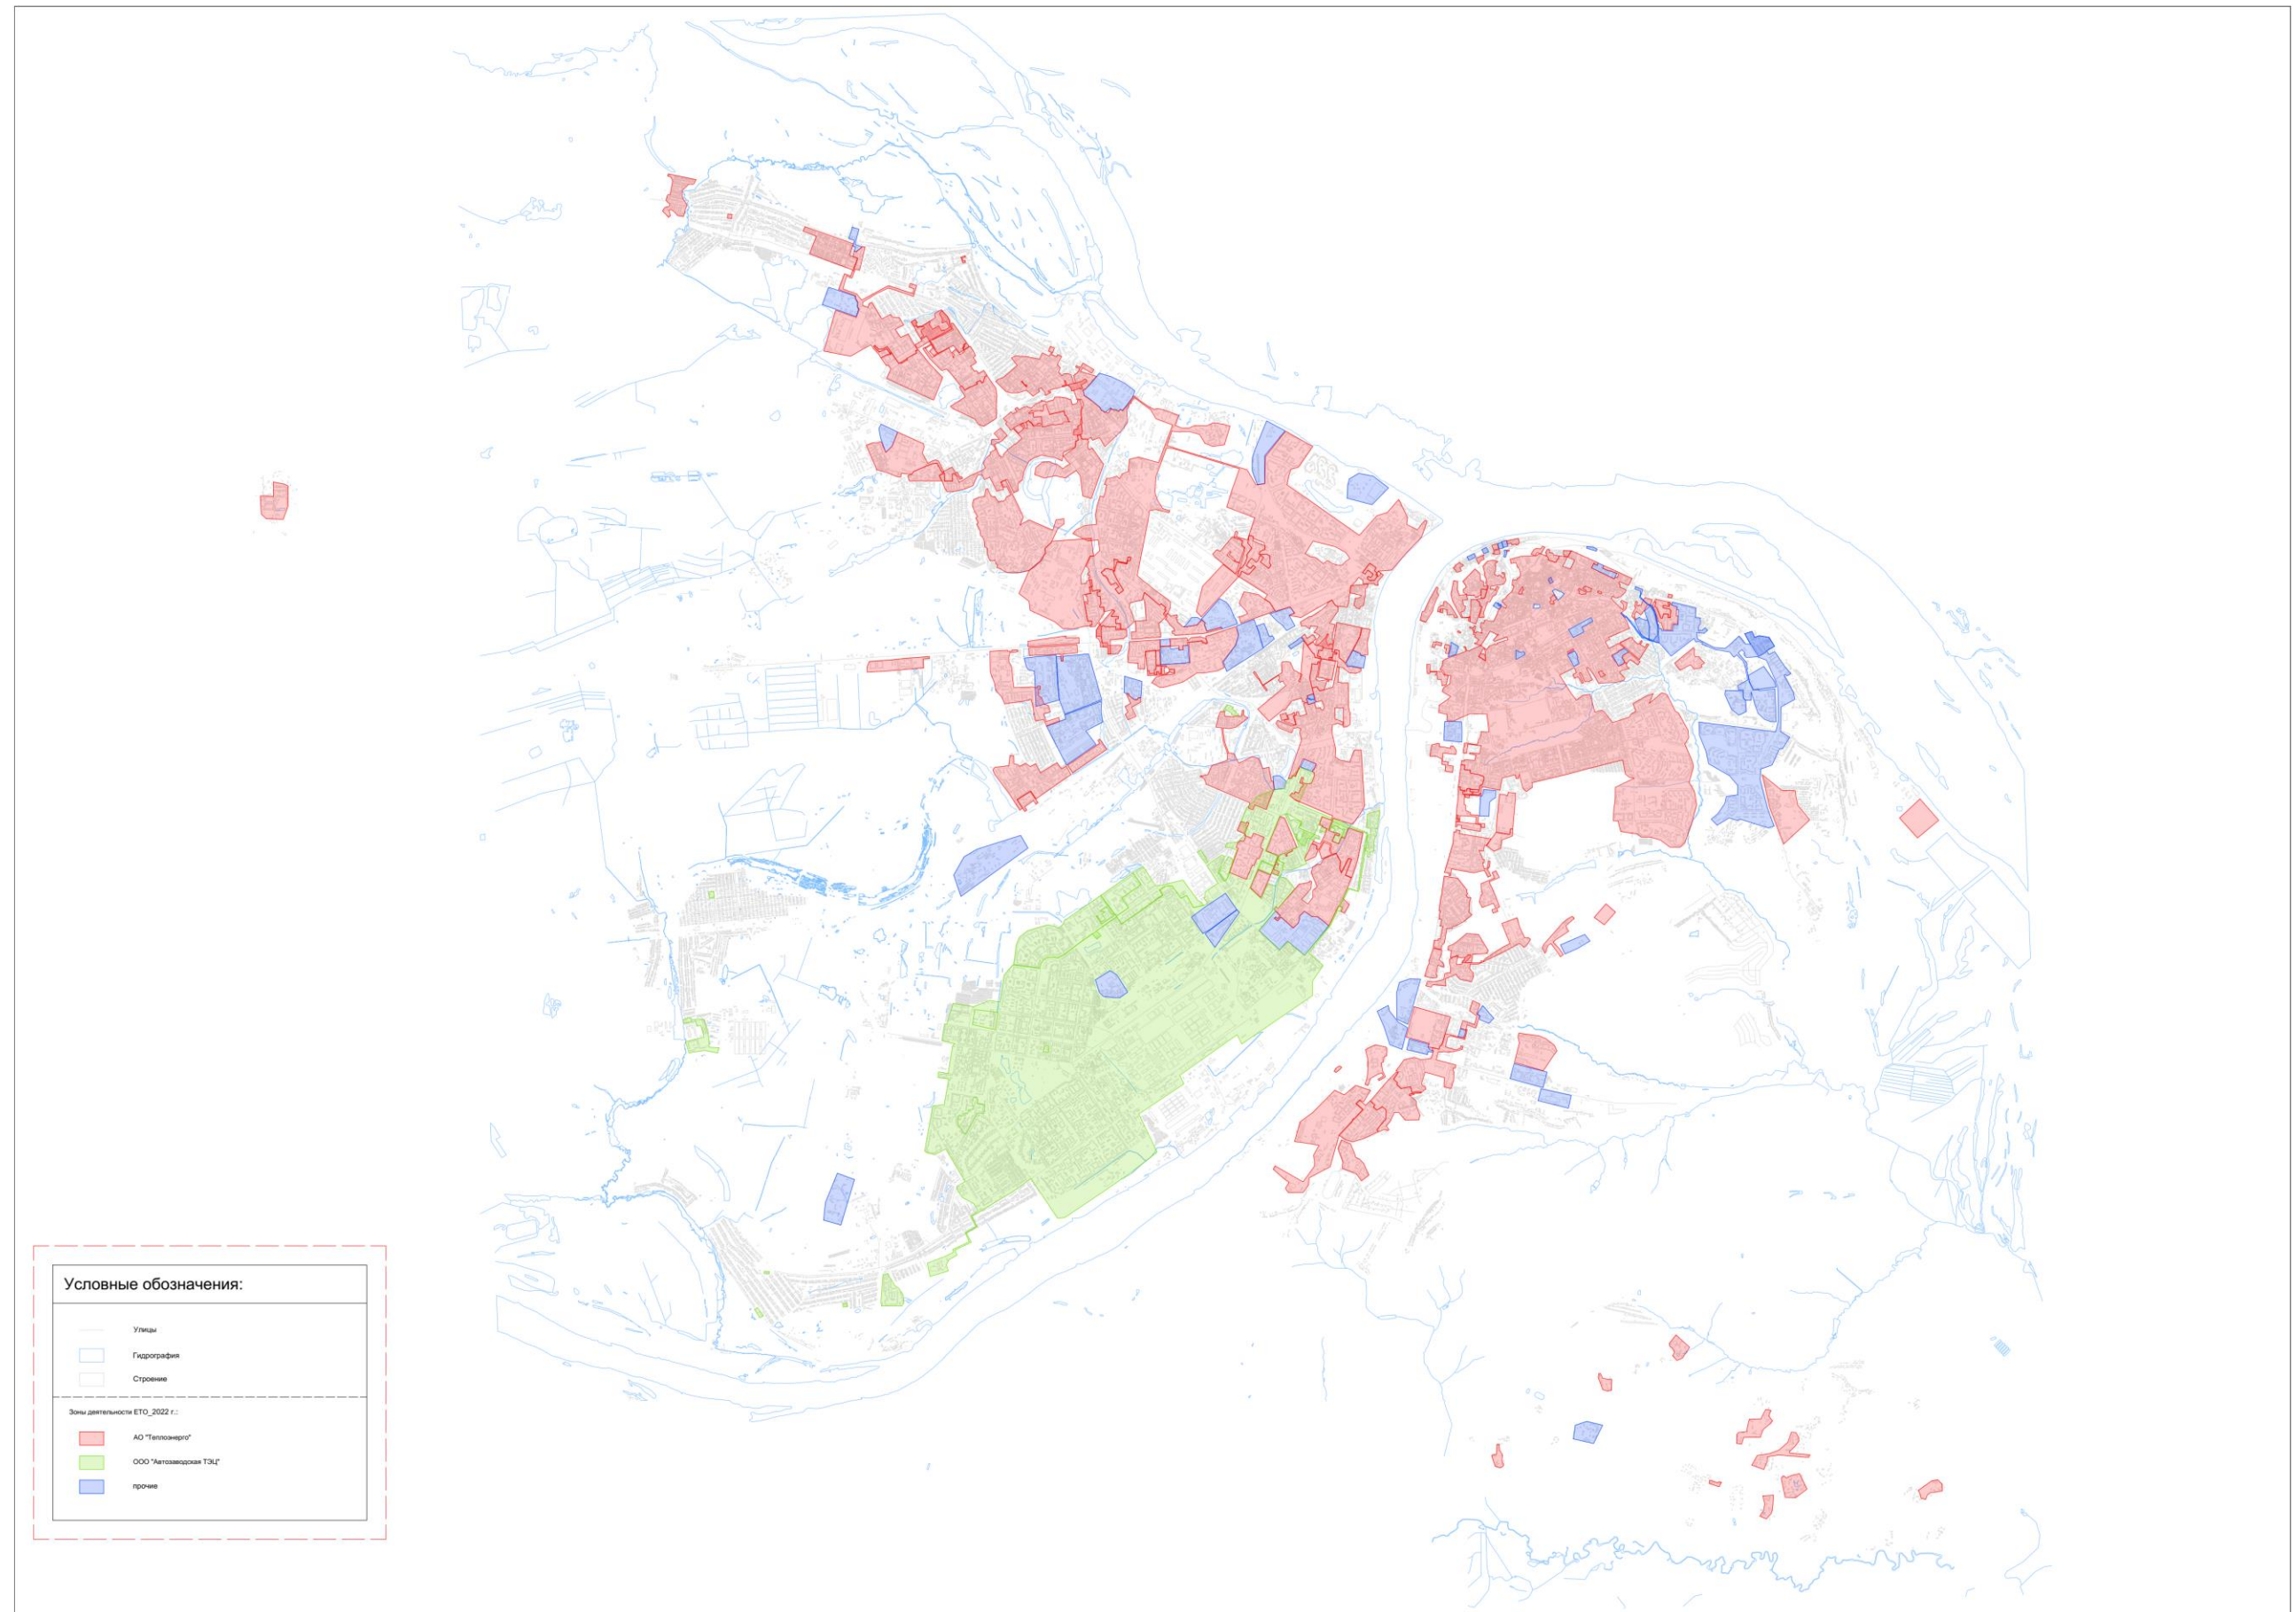 Условные обозначения:
Улицы
Гидрография
Строение
Зоны деятельности ЕТО_2022 г.:
АО "Теплоэнерго"
ООО "Автозаводская ТЭЦ"
прочие